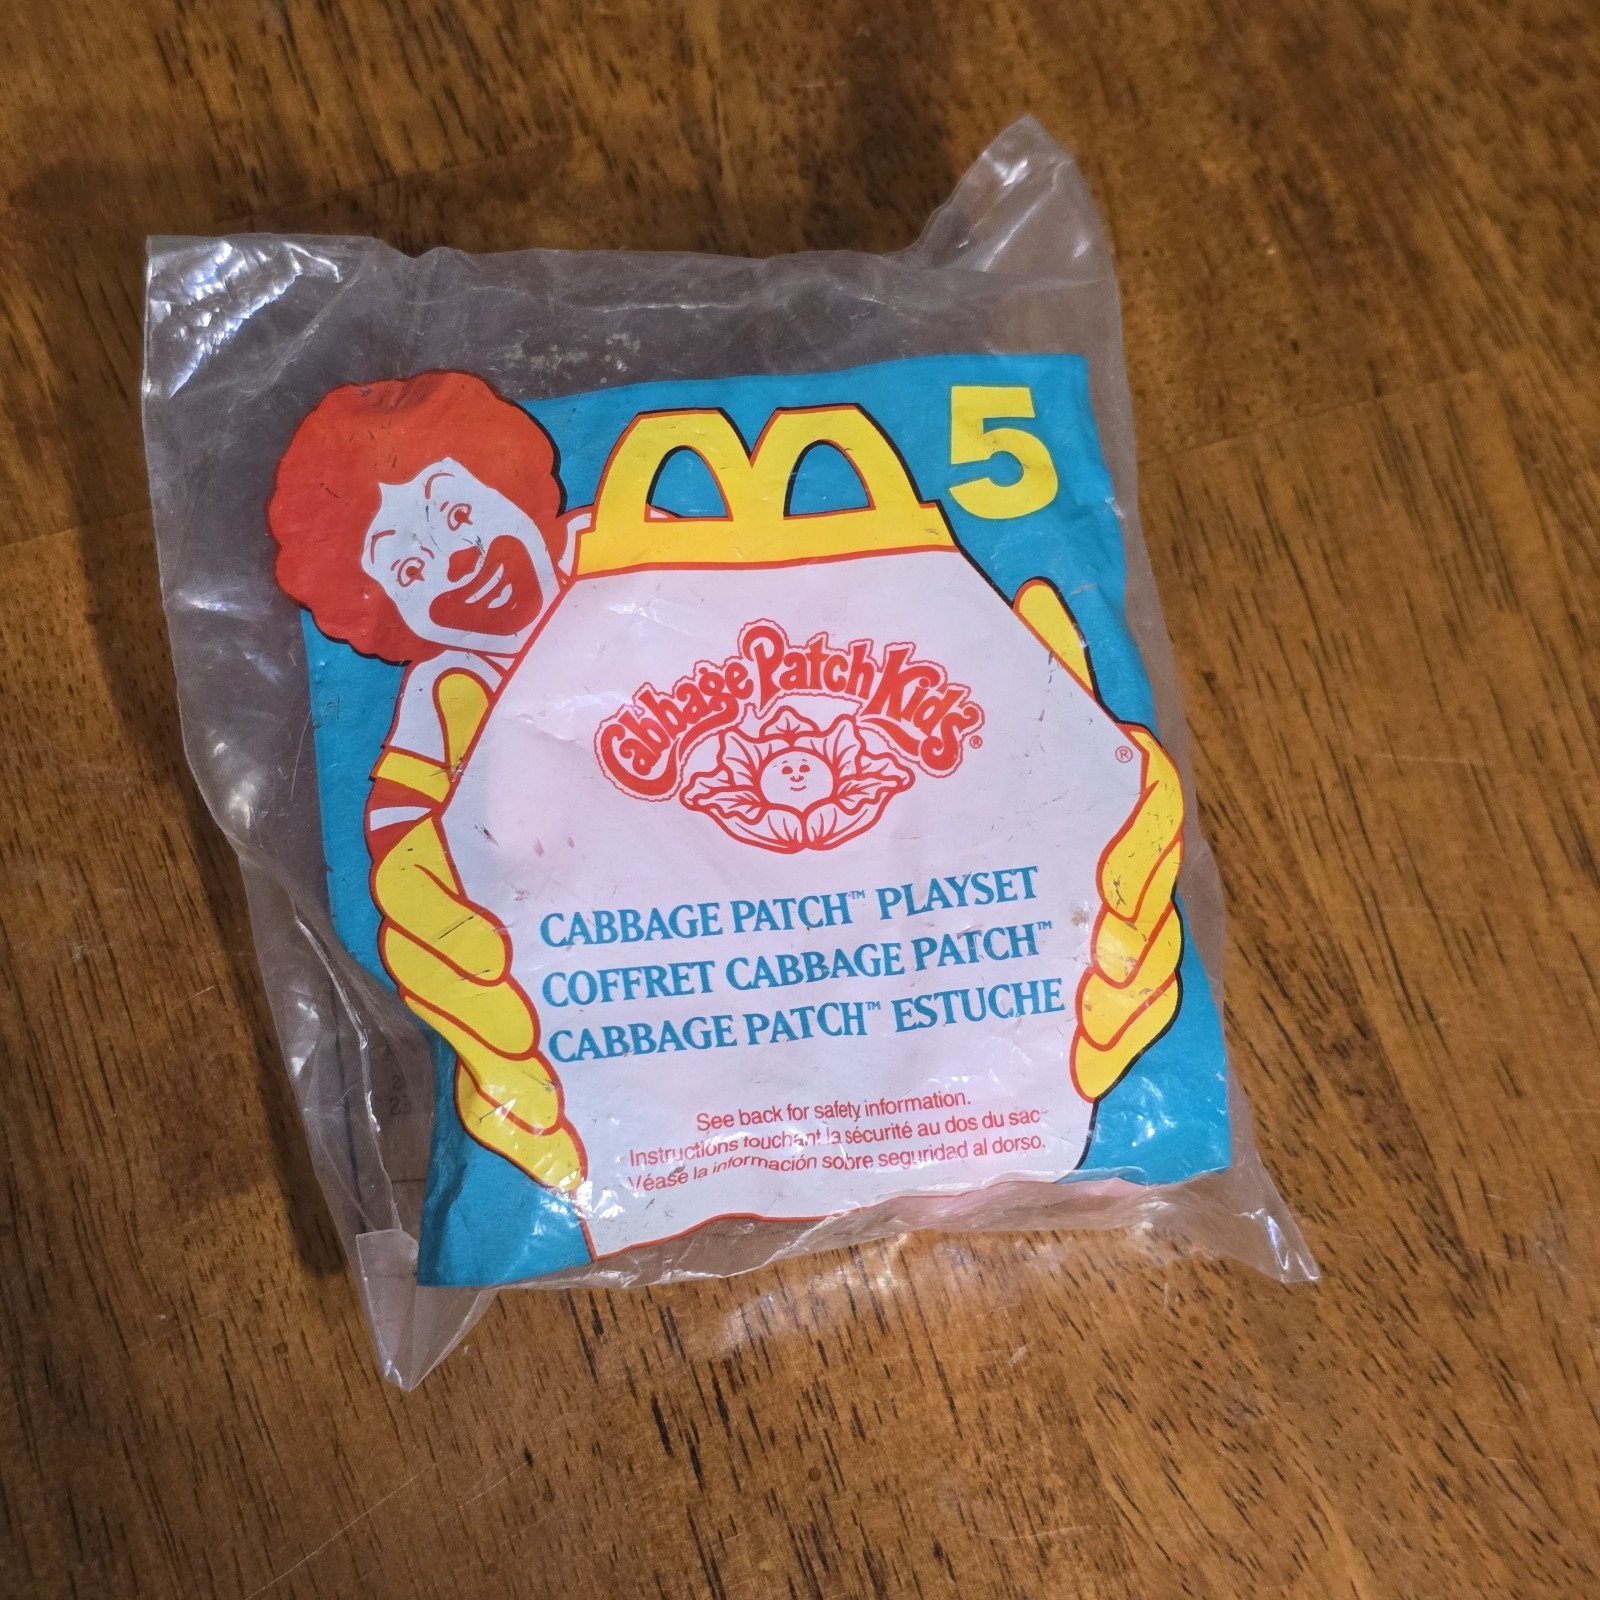 5
Cabbage Patch Kids®
®
CABBAGE PATCH™ PLAYSET
COFFRET CABBAGE PATCH™
CABBAGE PATCH™ ESTUCHE
See back for safety information.
Instructions touchant la sécurité au dos du sac
Véase la información sobre seguridad al dorso.